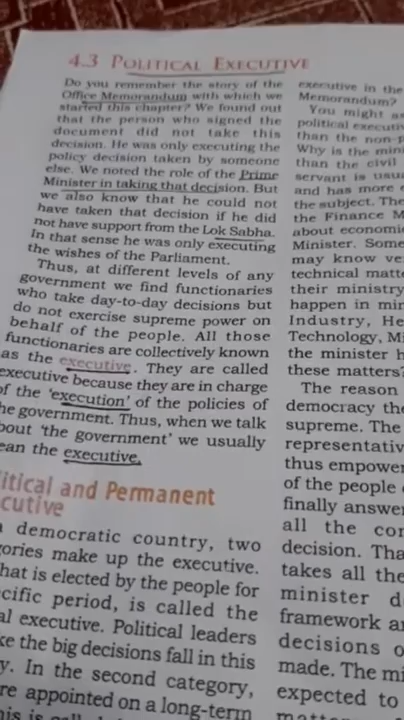 4.3 POLITICAL EXECUTIVE
Do you remember the story of the
Office Memorandum with which we
started this chapter? We found out
that the person who signed the
document did not take this
decision. He was only executing the
policy decision taken by someone
else. We noted the role of the Prime
Minister in taking that decision. But
we also know that he could not
have taken that decision if he did
not have support from the Lok Sabha.
In that sense he was only executing
the wishes of the Parliament.
Thus, at different levels of any
government we find functionaries
who take day-to-day decisions but
do not exercise supreme power on
behalf of the people. All those
functionaries are collectively known
as the executive. They are called
executive because they are in charge
of the 'execution' of the policies of
he government. Thus, when we talk
bout 'the government' we usually
ean the executive.
itical and Permanent
cutive
a democratic country, two
gories make up the executive.
hat is elected by the people for
cific period, is called the
al executive. Political leaders
ke the big decisions fall in this
y. In the second category,
re appointed on a long-term
executive in the
Memorandum?
You might as
political executiv
than the non-p
Why is the min
than the civil
servant is usua
and has more e
the subject. The
the Finance M
about economic
Minister. Some
may know ve
technical matte
their ministry
happen in min
Industry, He
Technology, Mi
the minister h
these matters?
The reason
democracy the
supreme. The
representativ
thus empower
of the people
finally answer
all the con
decision. Tha
takes all the
minister d
framework an
decisions o
made. The mi
expected to